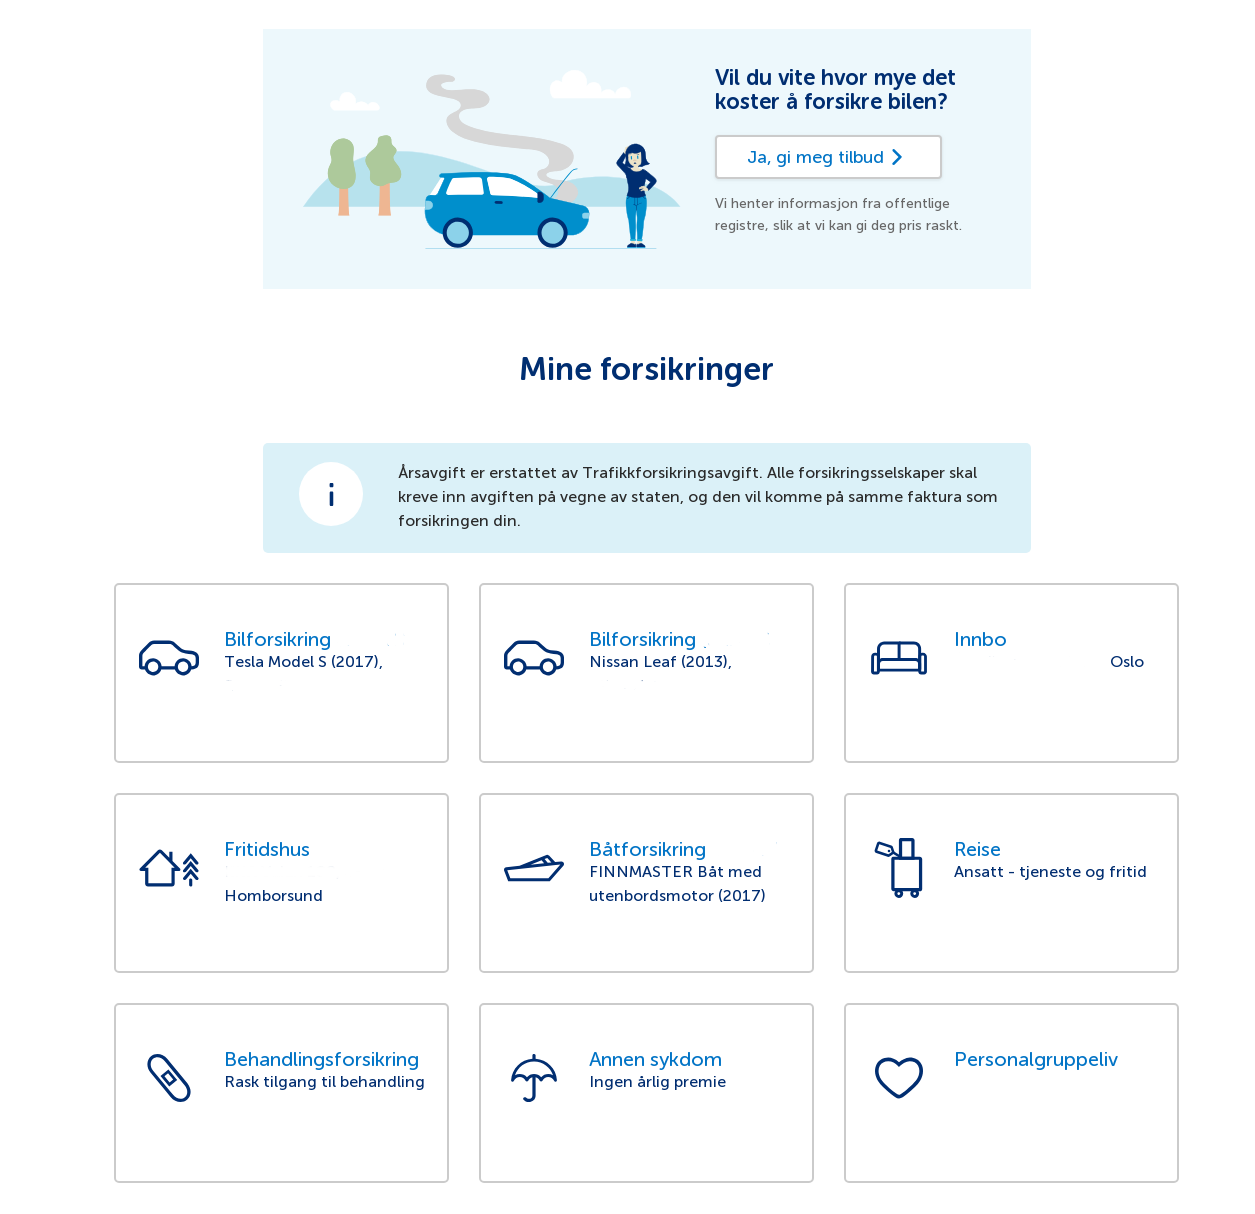 Vil du vite hvor mye det
koster å forsikre bilen?
Ja, gi meg tilbud
Vi henter informasjon fra offentlige
registre, slik at vi kan gi deg pris raskt.
Mine forsikringer
Årsavgift er erstattet av Trafikkforsikringsavgift. Alle forsikringsselskaper skal
kreve inn avgiften på vegne av staten, og den vil komme på samme faktura som
forsikringen din.
Bilforsikring
Tesla Model S (2017),
Bilforsikring
Nissan Leaf (2013),
Innbo
Oslo
Fritidshus
Homborsund
Båtforsikring
FINNMASTER Båt med
utenbordsmotor (2017)
Reise
Ansatt - tjeneste og fritid
Behandlingsforsikring
Rask tilgang til behandling
Annen sykdom
Ingen årlig premie
Personalgruppeliv